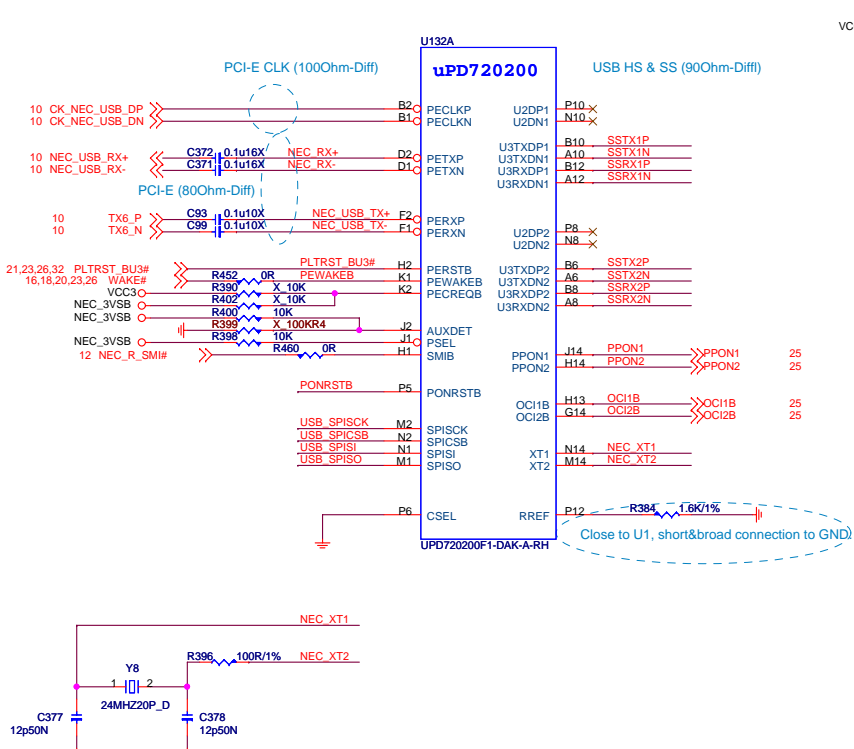 VC
U132A
PCI-E CLK (100Ohm-Diff)
uPD720200
USB HS & SS (90Ohm-Diffl)
10 CK_NEC_USB_DP B2 PECLKP U2DP1 P10
10 CK_NEC_USB_DN B1 PECLKN U2DN1 N10
U3TXDP1 B10 SSTX1P
10 NEC_USB_RX+ C372 0.1u16X NEC_RX+ D2 PETXP U3TXDN1 A10 SSTX1N
10 NEC_USB_RX- C371 0.1u16X NEC_RX- D1 PETXN U3RXDP1 B12 SSRX1P
U3RXDN1 A12 SSRX1N
PCI-E (80Ohm-Diff)
10 TX6_P C93 0.1u10X NEC_USB_TX+ F2 PERXP
10 TX6_N C99 0.1u10X NEC_USB_TX- F1 PERXN U2DP2 P8
U2DN2 N8
21,23,26,32 PLTRST_BU3# PLTRST_BU3# H2 PERSTB U3TXDP2 B6 SSTX2P
16,18,20,23,26 WAKE# R452 0R PEWAKEB K1 PEWAKEB U3TXDN2 A6 SSTX2N
VCC3 R390 X_10K K2 PECREQB U3RXDP2 B8 SSRX2P
NEC_3VSB R402 X_10K U3RXDN2 A8 SSRX2N
NEC_3VSB R400 10K
R399 X_100KR4 J2 AUXDET
NEC_3VSB R398 10K J1 PSEL
12 NEC_R_SMI# R460 0R H1 SMIB PPON1 J14 PPON1 PPON1 25
PPON2 H14 PPON2 PPON2 25
PONRSTB P5 PONRSTB
OCI1B H13 OCI1B OCI1B 25
OCI2B G14 OCI2B OCI2B 25
USB_SPISCK M2 SPISCK
USB_SPICSB N2 SPICSB
USB_SPISI N1 SPISI XT1 N14 NEC_XT1
USB_SPISO M1 SPISO XT2 M14 NEC_XT2
P6 CSEL RREF P12 R384 1.6K/1%
Close to U1, short&broad connection to GND.
UPD720200F1-DAK-A-RH
NEC_XT1
R396 100R/1% NEC_XT2
Y8
1 2
24MHZ20P_D
C377 C378
12p50N 12p50N